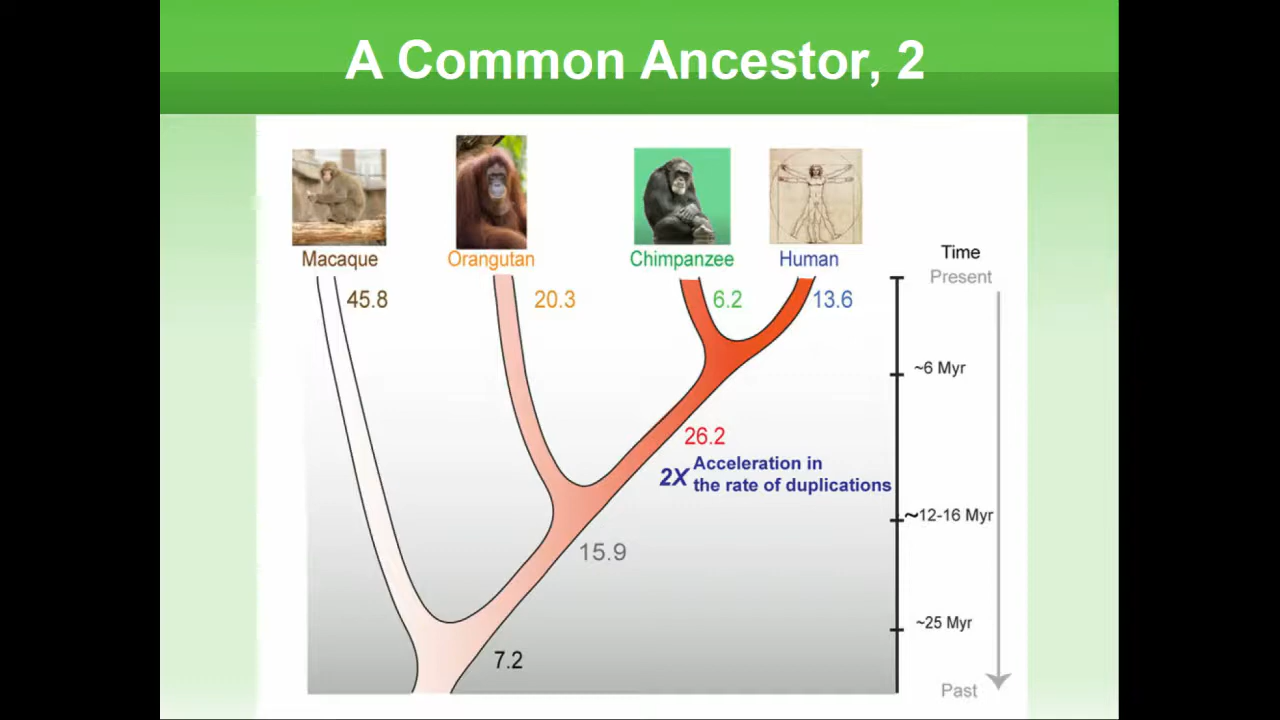 A Common Ancestor, 2
Macaque
Orangutan
Chimpanzee
Human
Time
Present
45.8
20.3
6.2
13.6
~6 Myr
26.2
2X Acceleration in
the rate of duplications
~12-16 Myr
15.9
~25 Myr
7.2
Past